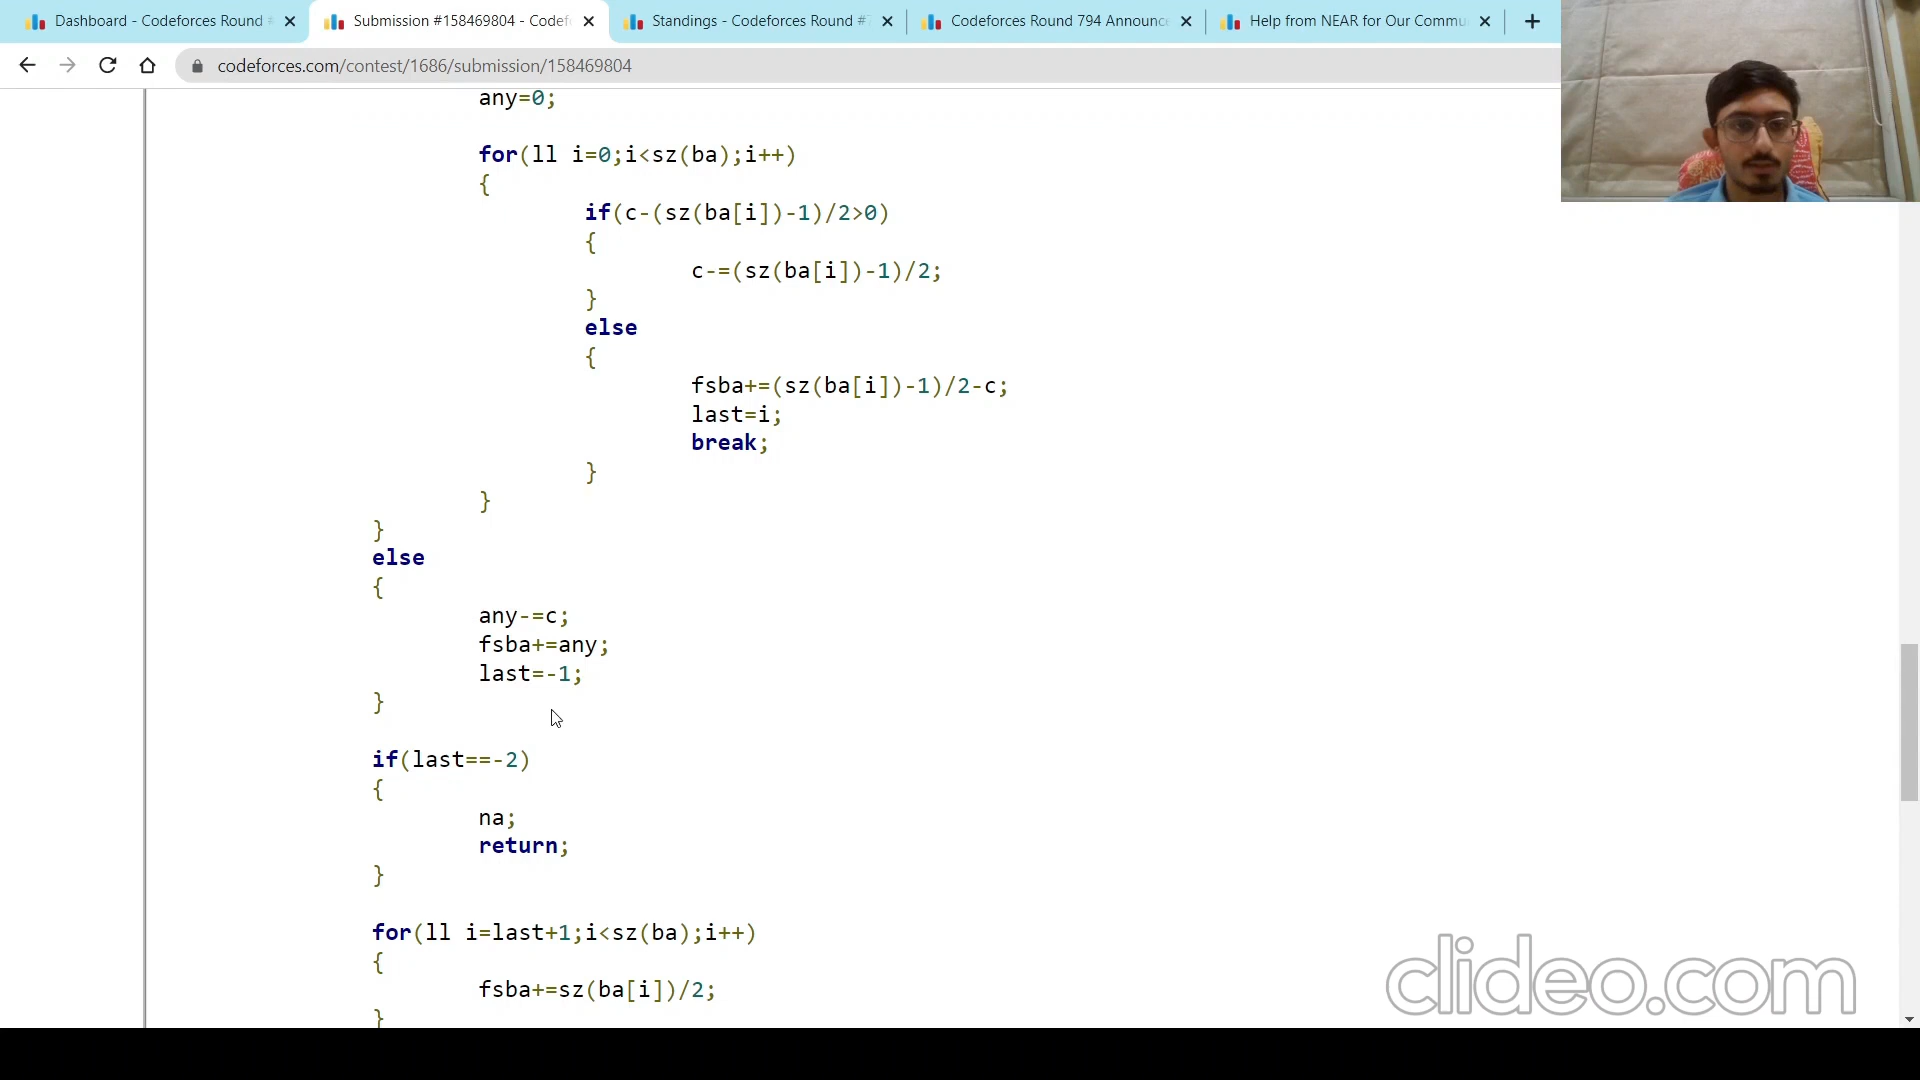 Dashboard - Codeforces Round #
Submission #158469804 - Codef
Standings - Codeforces Round #7
Codeforces Round 794 Announce
Help from NEAR for Our Commu
codeforces.com/contest/1686/submission/158469804
any=0;
for(ll i=0;i<sz(ba);i++)
{
if(c-(sz(ba[i])-1)/2>0)
{
c-=(sz(ba[i])-1)/2;
}
else
{
fsba+=(sz(ba[i])-1)/2-c;
last=i;
break;
}
}
}
else
{
any-=c;
fsba+=any;
last=-1;
}
if(last==-2)
{
na;
return;
}
for(ll i=last+1;i<sz(ba);i++)
{
fsba+=sz(ba[i])/2;
}
clideo.com